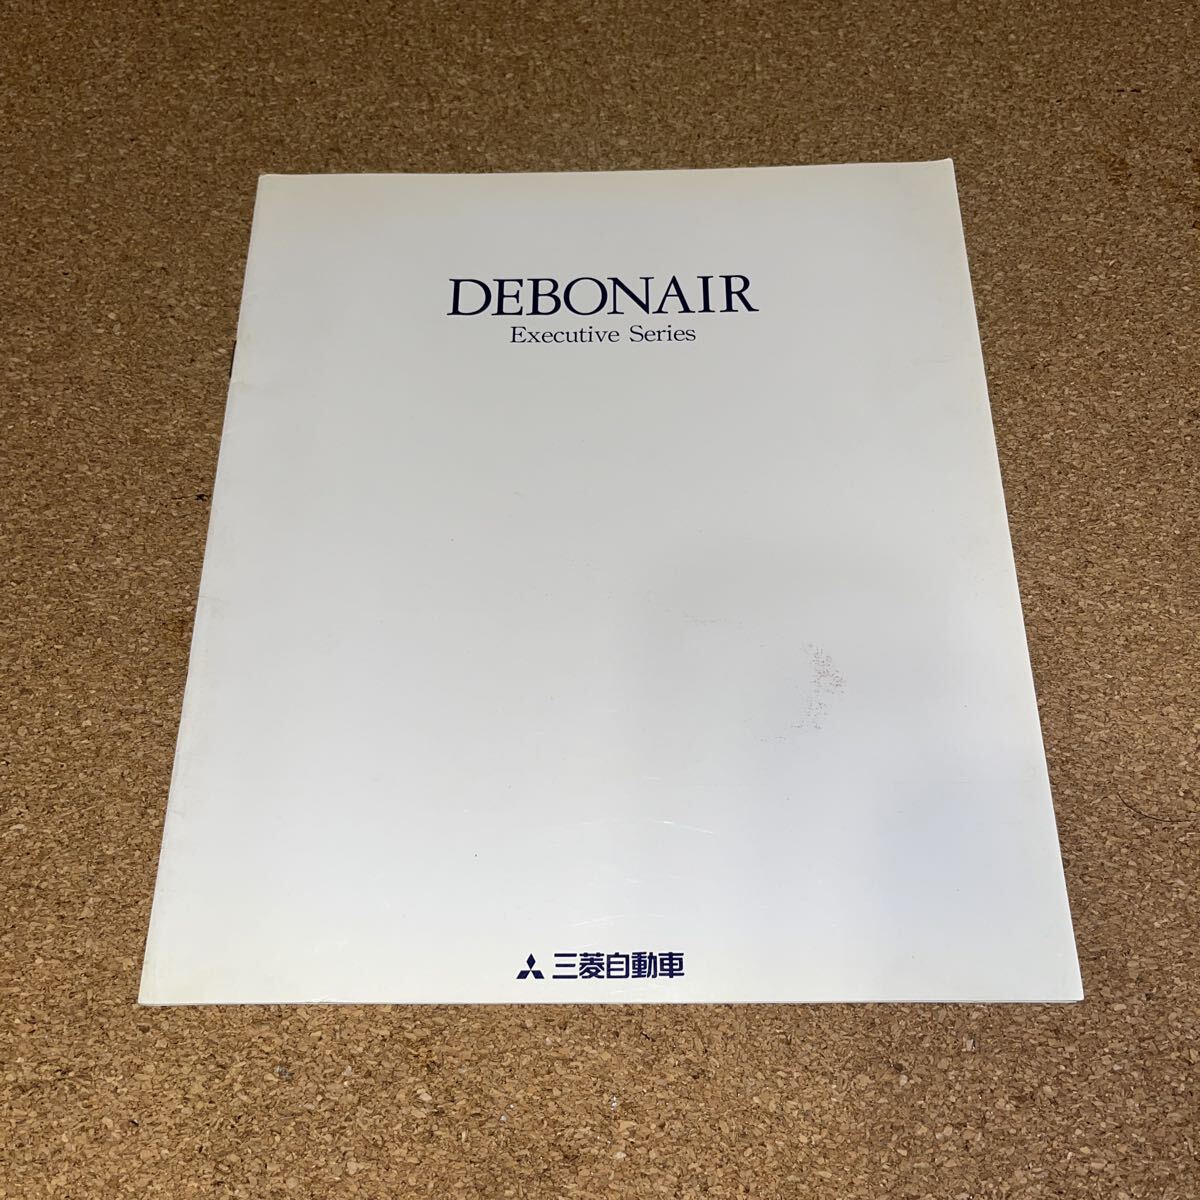 DEBONAIR
Executive Series
三菱自動車